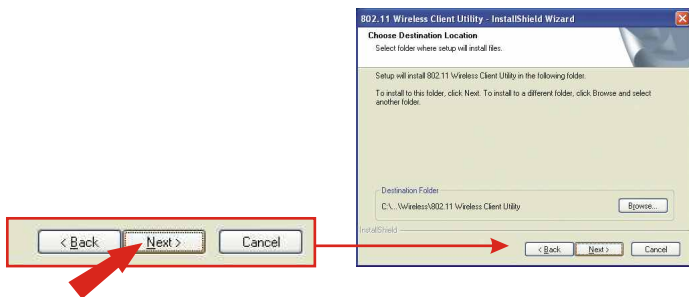 802.11 Wireless Client Utility - InstallShield Wizard
Choose Destination Location
Select folder where setup will install files.
Setup will install 802.11 Wireless Client Utility in the following folder.
To install to this folder, click Next. To install to a different folder, click Browse and select
another folder.
Destination Folder
C:\...\Wireless\802.11 Wireless Client Utility
Browse...
InstallShield
< Back Next > Cancel
< Back Next > Cancel